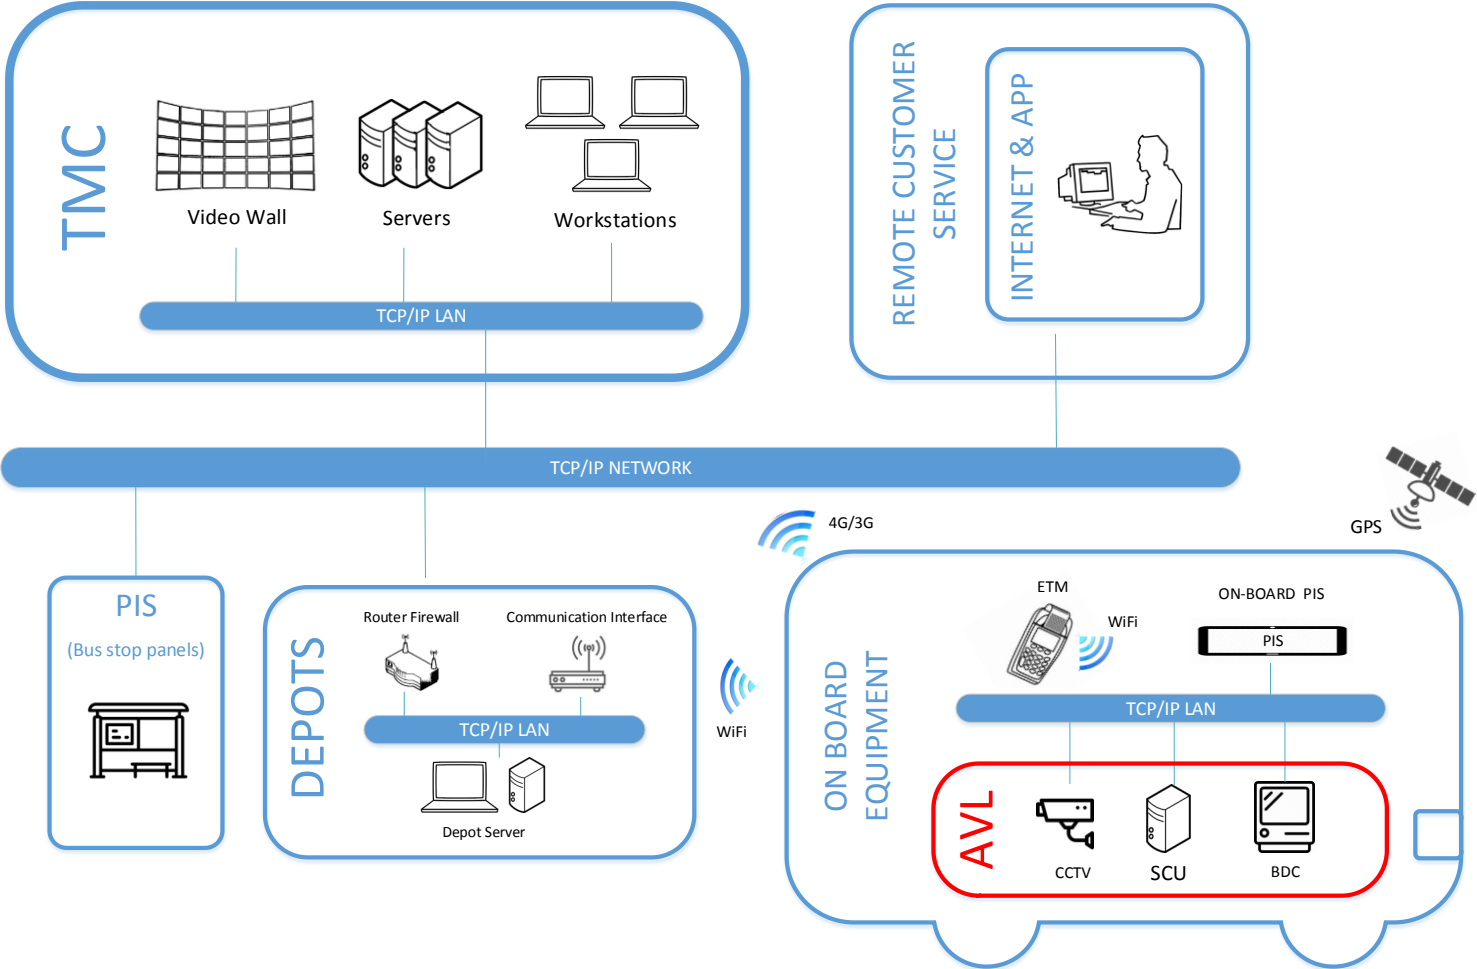 TMC
Video Wall
Servers
Workstations
TCP/IP LAN
REMOTE CUSTOMER
SERVICE
INTERNET & APP
TCP/IP NETWORK
GPS
4G/3G
PIS
(Bus stop panels)
DEPOTS
Router Firewall
Communication Interface
TCP/IP LAN
Depot Server
WiFi
ON BOARD
EQUIPMENT
ETM
WiFi
ON-BOARD PIS
PIS
TCP/IP LAN
AVL
CCTV
SCU
BDC